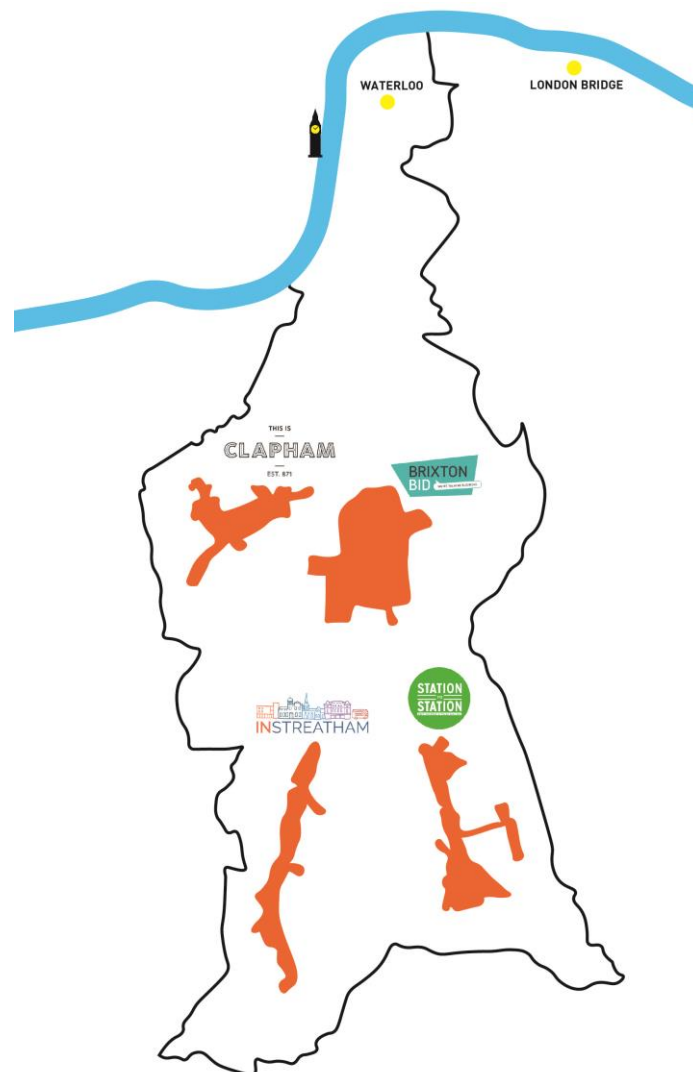 WATERLOO
LONDON BRIDGE
THIS IS
CLAPHAM
EST. 871
BRIXTON
BID
STATION
TO
STATION
INSTREATHAM